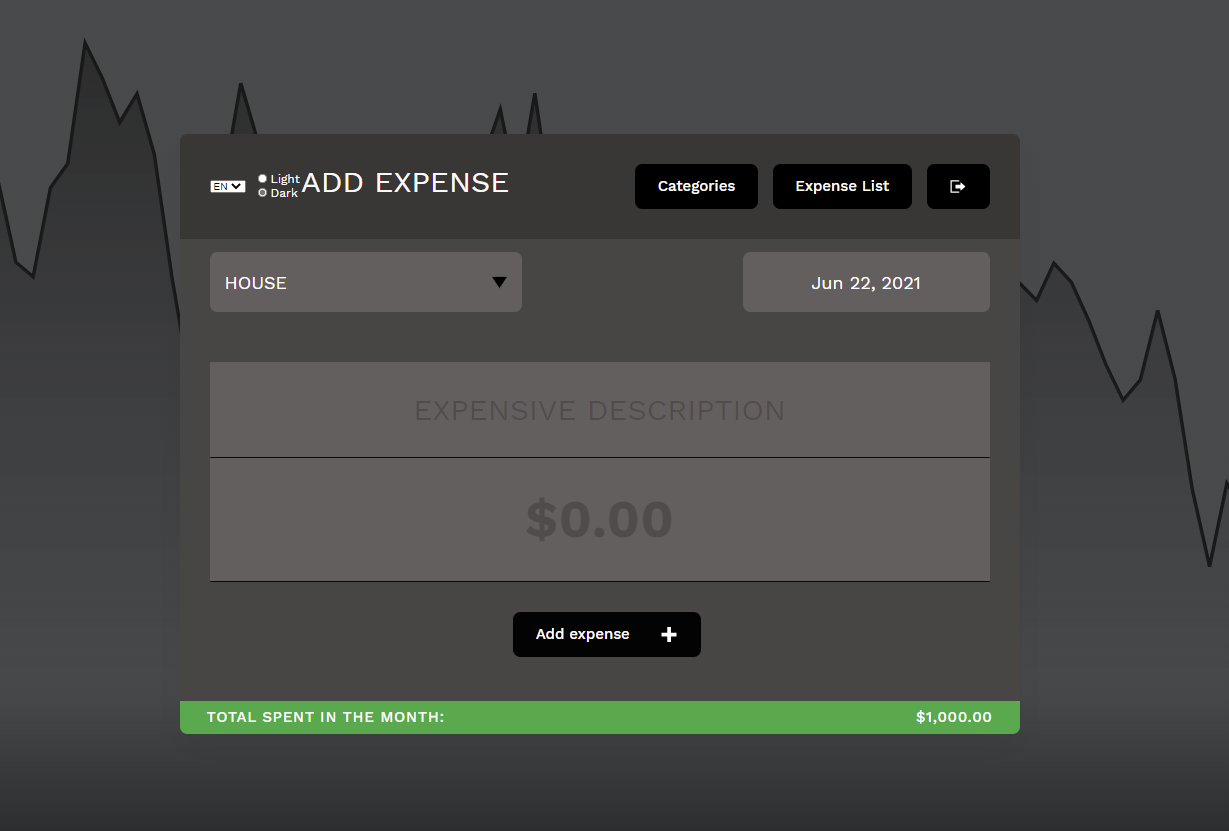 EN
Light
Dark
ADD EXPENSE
Categories
Expense List
HOUSE
Jun 22, 2021
EXPENSIVE DESCRIPTION
$0.00
Add expense
TOTAL SPENT IN THE MONTH:
$1,000.00